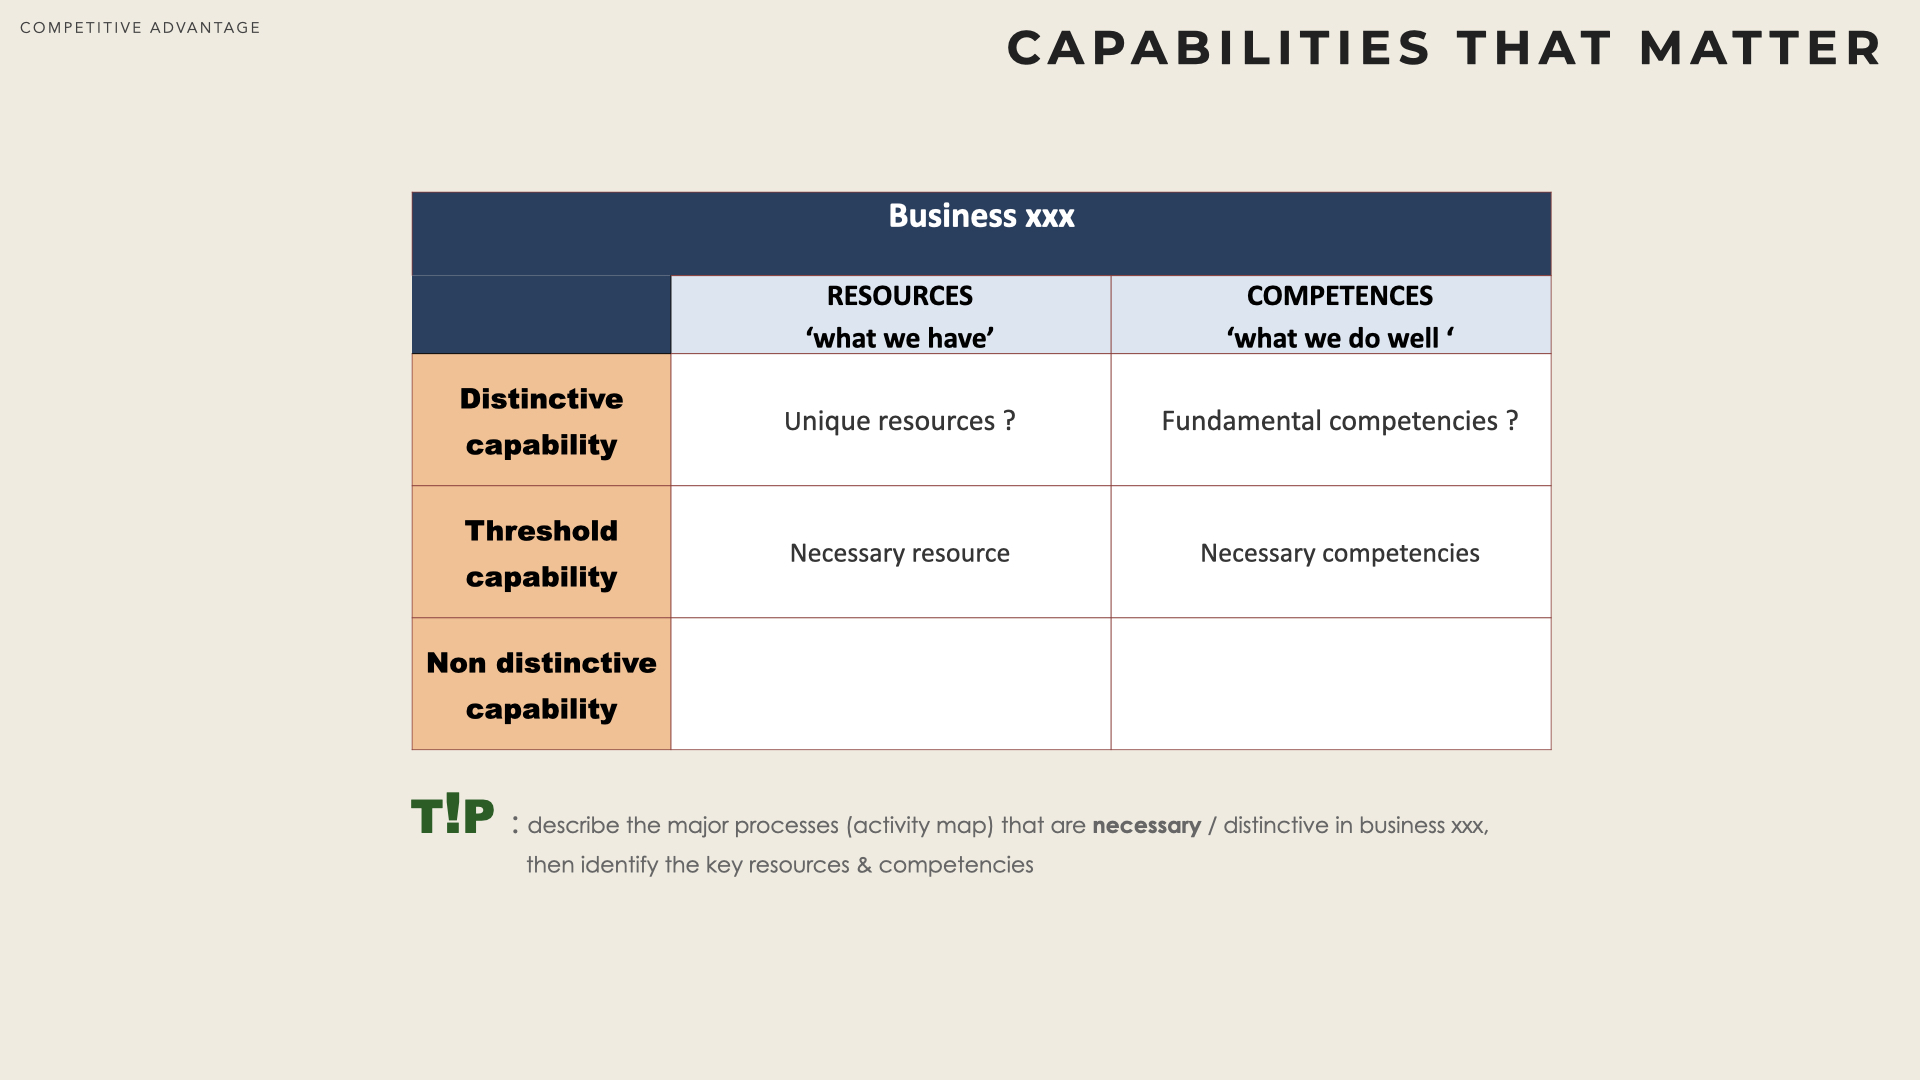 COMPETITIVE ADVANTAGE
CAPABILITIES THAT MATTER
Business xxx
RESOURCES
‘what we have’
COMPETENCES
‘what we do well ‘
Distinctive
capability
Unique resources ?
Fundamental competencies ?
Threshold
capability
Necessary resource
Necessary competencies
Non distinctive
capability
T!P : describe the major processes (activity map) that are necessary / distinctive in business xxx,
then identify the key resources & competencies